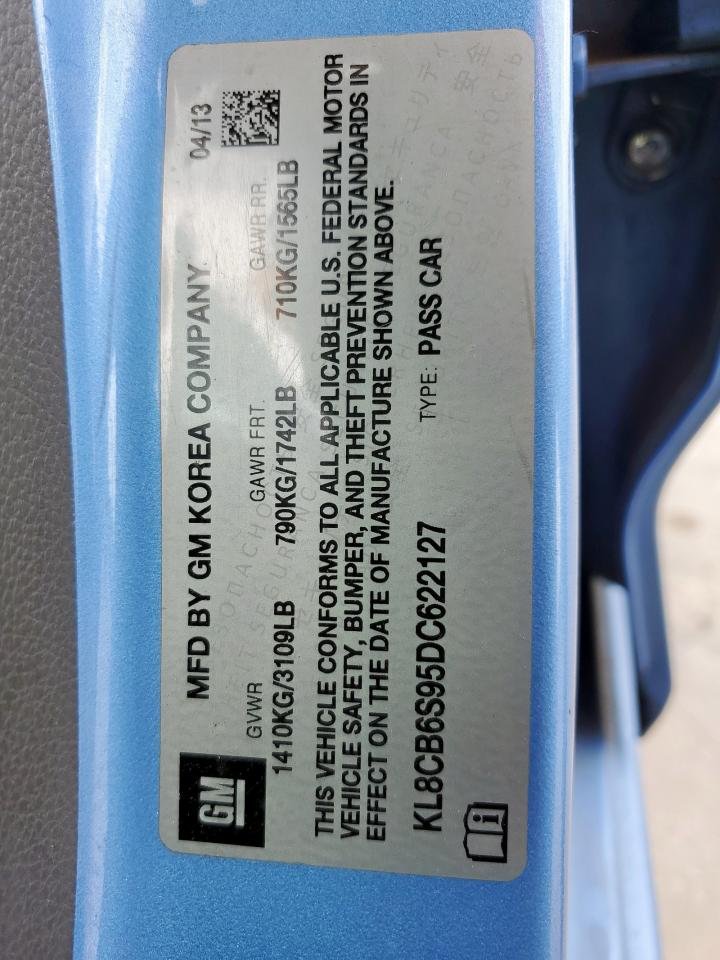 GM
MFD BY GM KOREA COMPANY 04/13
GVWR GAWR FRT. GAWR RR.
1410KG/3109LB 790KG/1742LB 710KG/1565LB
THIS VEHICLE CONFORMS TO ALL APPLICABLE U.S. FEDERAL MOTOR
VEHICLE SAFETY, BUMPER, AND THEFT PREVENTION STANDARDS IN
EFFECT ON THE DATE OF MANUFACTURE SHOWN ABOVE.
KL8CB6S95DC622127 TYPE: PASS CAR